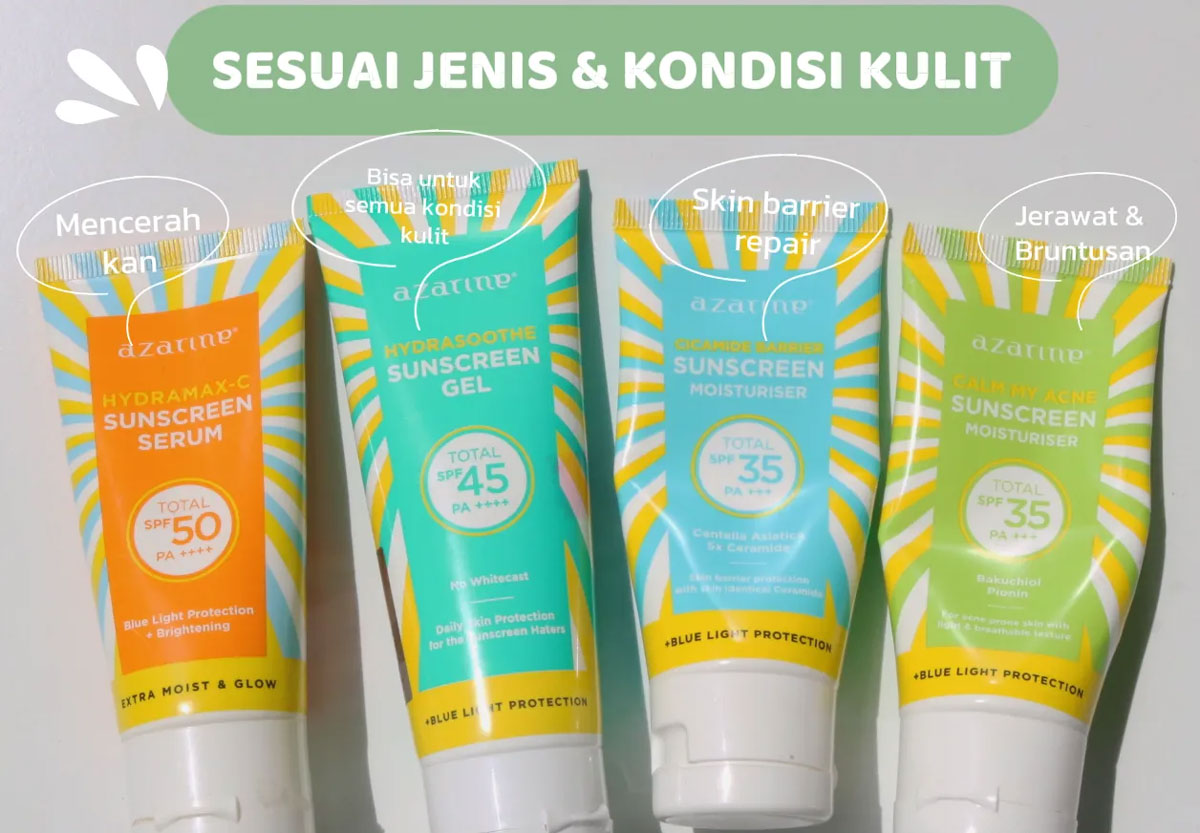 SESUAI JENIS & KONDISI KULIT
Mencerah
kan
Bisa untuk
semua kondisi
kulit
Skin barrier
repair
Jerawat &
Bruntusan
azarine
HYDRAMAX-C
SUNSCREEN
SERUM
TOTAL
SPF 50
PA ++++
Blue Light Protection
+ Brightening
EXTRA MOIST & GLOW
azarine
HYDRASOOTHE
SUNSCREEN
GEL
TOTAL
SPF 45
PA ++++
No Whitecast
Daily Skin Protection
for the Sunscreen Haters
+BLUE LIGHT PROTECTION
azarine
CICAMIDE BARRIER
SUNSCREEN
MOISTURISER
TOTAL
SPF 35
PA +++
Centella Asiatica
5x Ceramide
Skin barrier protection
with skin identical Ceramide
+BLUE LIGHT PROTECTION
azarine
CALM MY ACNE
SUNSCREEN
MOISTURISER
TOTAL
SPF 35
PA +++
Bakuchiol
Pionin
For acne prone skin with
light & breathable texture
+BLUE LIGHT PROTECTION